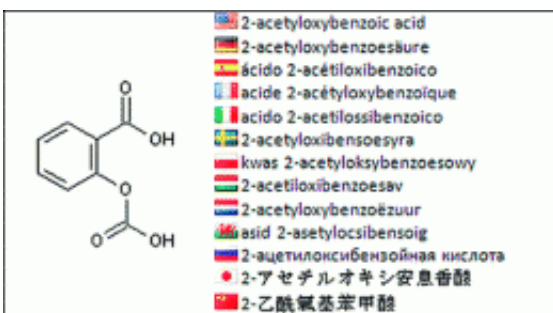 2-acetyloxybenzoic acid
2-acetyloxybenzoesäure
ácido 2-acétiloxibenzoico
acide 2-acétyloxybenzoïque
acido 2-acetilossibenzoico
2-acetyloxibensoesyra
kwas 2-acetyloksybenzoesowy
2-acetiloxibenzoesav
2-acetyloxybenzoëzuur
asid 2-asetylocsibensoig
2-ацетилоксибензойная кислота
2-アセチルオキシ安息香酸
2-乙酰氧基苯甲酸
O
OH
O
O
OH